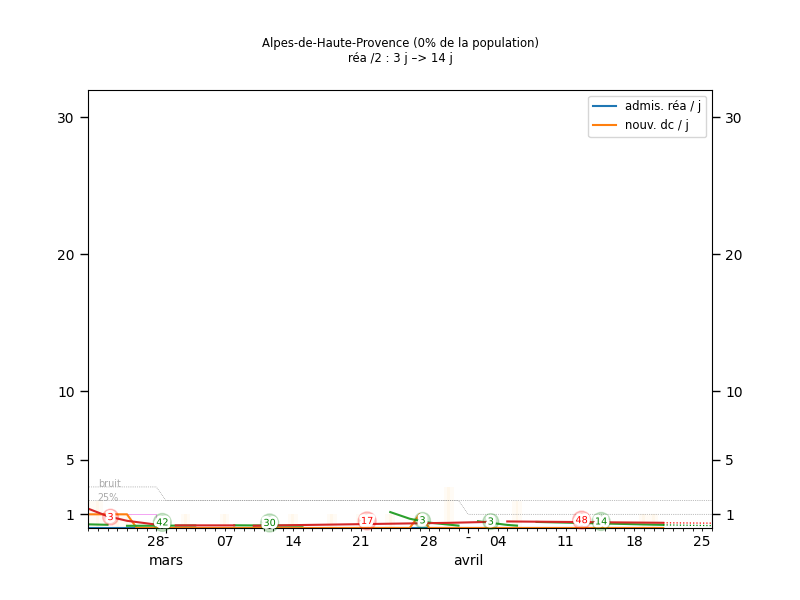 Alpes-de-Haute-Provence (0% de la population)
réa /2 : 3 j –> 14 j
admis. réa / j
nouv. dc / j
30 30
20 20
10 10
5 5
bruit
25%
1 1
3 42 30 17 3 3 48 14
28 07 14 21 28 - 04 11 18 25
mars avril